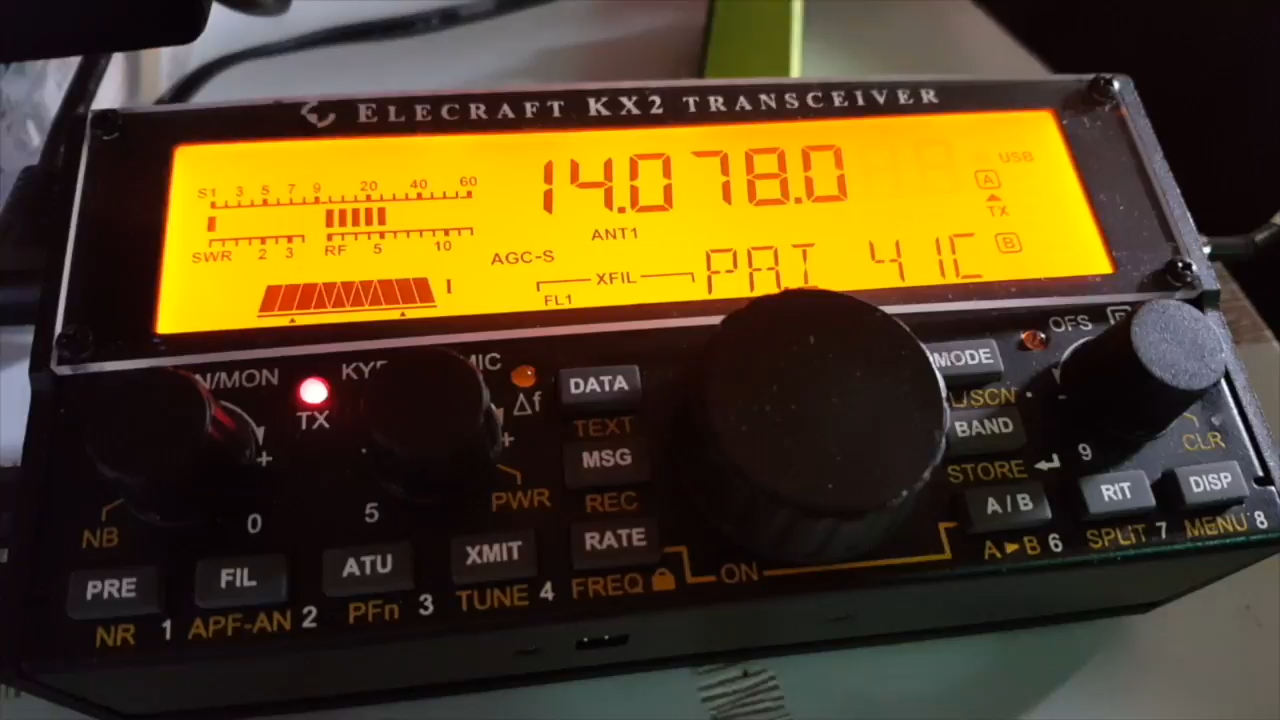 ELECRAFT KX2 TRANSCEIVER
S1 3 5 7 9 20 40 60
14.078.0
USB
A
TX
B
ANT1
SWR 2 3 RF 5 10
AGC-S
XFIL
FL1
PAI 41C
N/MON
TX
MIC
Δf
DATA
MODE
OFS
TEXT
SCN
+
+
MSG
BAND
9
CLR
NB
0
5
PWR
REC
STORE
A/B
RIT
DISP
PRE
FIL
ATU
XMIT
RATE
A►B 6
SPLIT 7
MENU 8
NR 1
APF-AN 2
PFn 3
TUNE 4
FREQ
ON